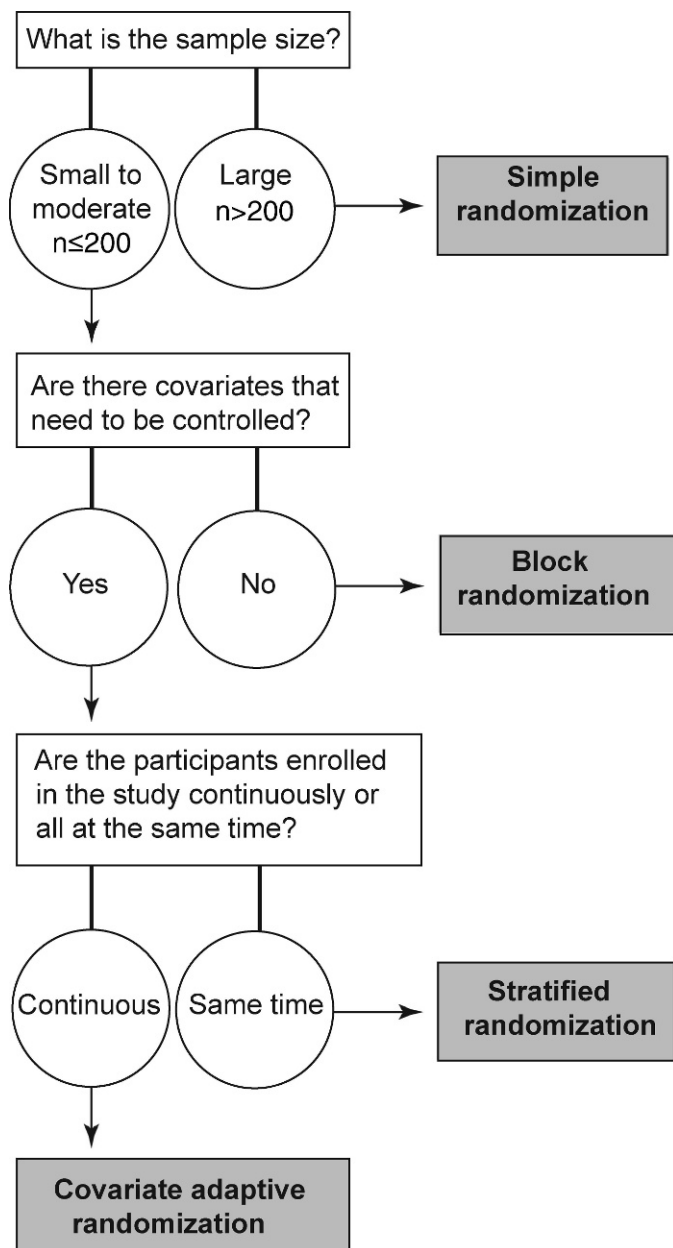 What is the sample size?
Small to
moderate
n≤200
Large
n>200
Simple
randomization
Are there covariates that
need to be controlled?
Yes
No
Block
randomization
Are the participants enrolled
in the study continuously or
all at the same time?
Continuous
Same time
Stratified
randomization
Covariate adaptive
randomization